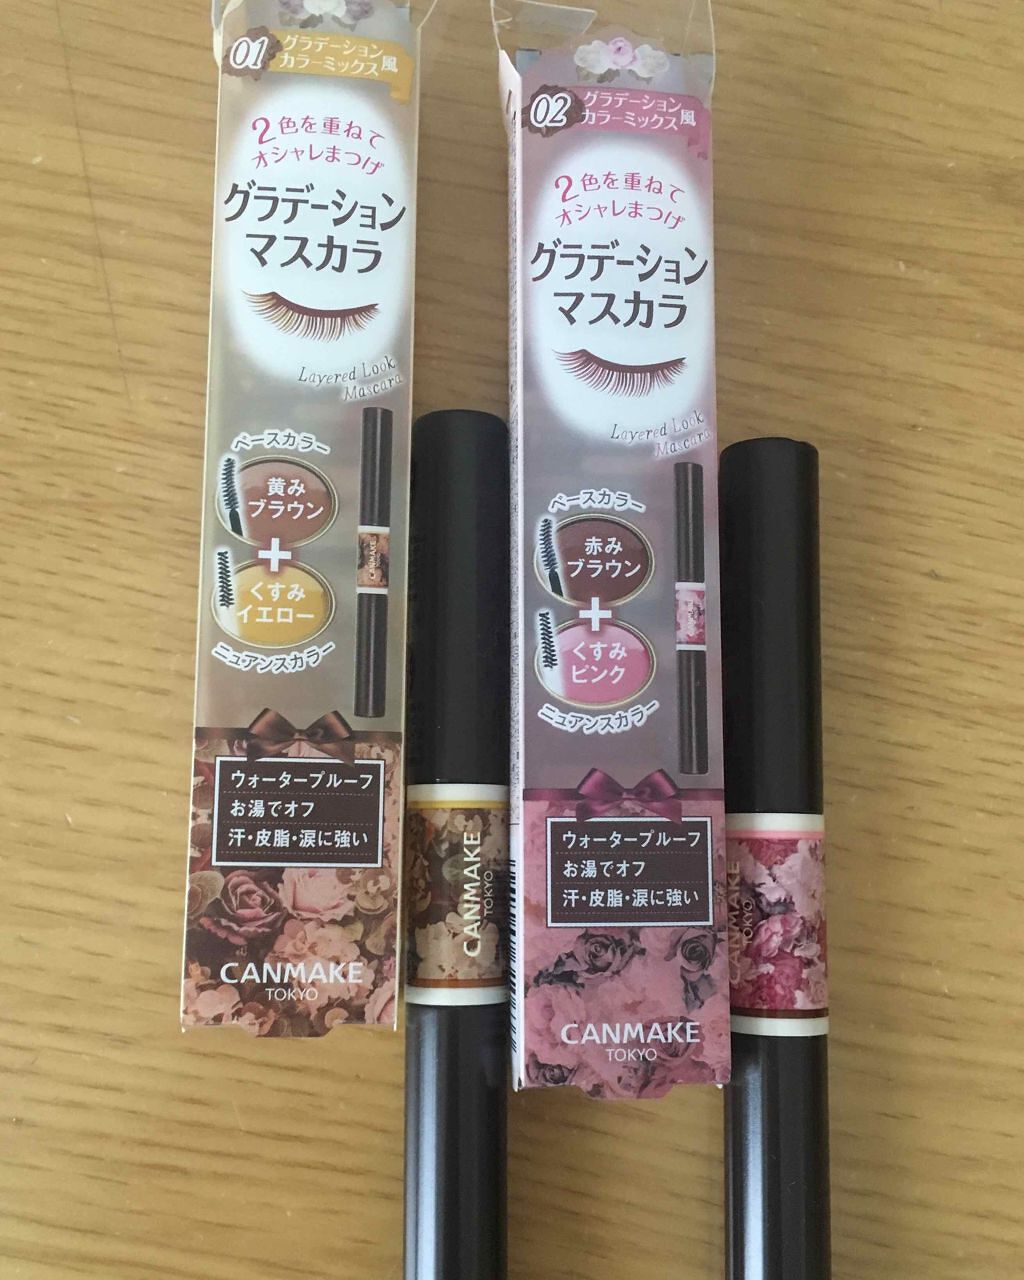 01
グラデーション風
カラーミックス
2色を重ねて
オシャレまつげ
グラデーション
マスカラ
Layered Look
Mascara
ベースカラー
黄み
ブラウン
+
くすみ
イエロー
ニュアンスカラー
CANMAKE
ウォータープルーフ
お湯でオフ
汗・皮脂・涙に強い
CANMAKE
TOKYO
CANMAKE
TOKYO
02
グラデーション風
カラーミックス
2色を重ねて
オシャレまつげ
グラデーション
マスカラ
Layered Look
Mascara
ベースカラー
赤み
ブラウン
+
くすみ
ピンク
ニュアンスカラー
ウォータープルーフ
お湯でオフ
汗・皮脂・涙に強い
CANMAKE
TOKYO
CANMAKE
TOKYO